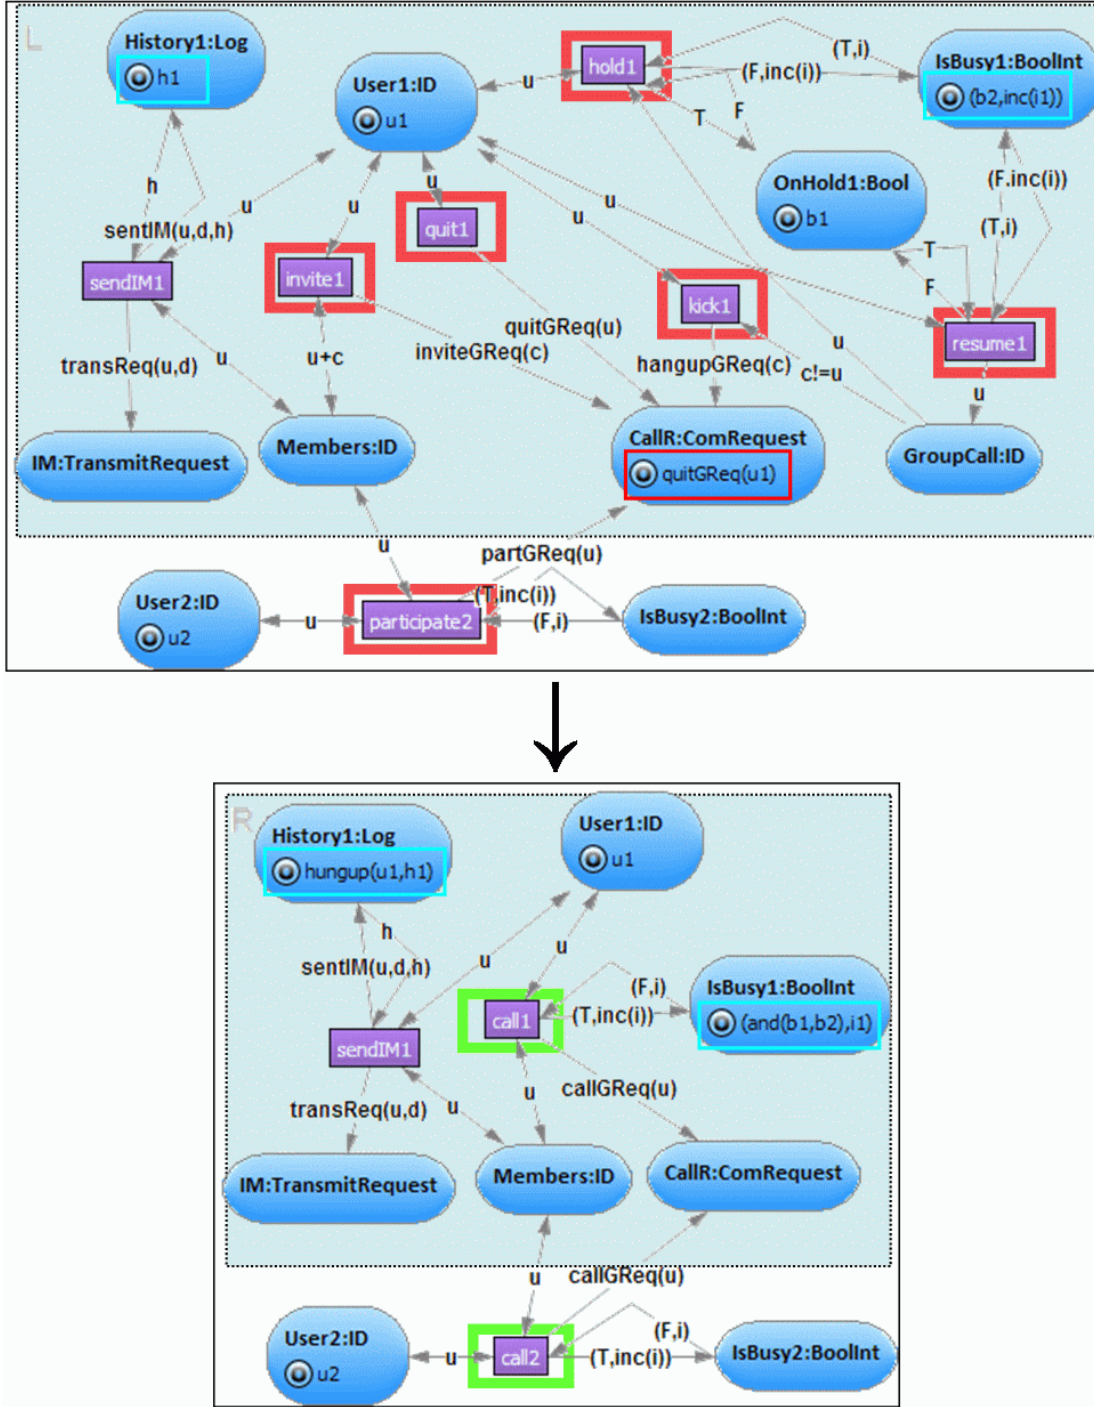 L
History1:Log
h1
User1:ID
u1
u
hold1
(T,i)
(F,inc(i))
IsBusy1:BoolInt
(b2,inc(i1))
F
T
h
sentIM(u,d,h)
u
u
u
quit1
u
u
OnHold1:Bool
b1
(F.inc(i))
(T,i)
T
F
sendIM1
invite1
kick1
resume1
transReq(u,d)
u
u+c
inviteGReq(c)
quitGReq(u)
hangupGReq(c)
c!=u
u
u
IM:TransmitRequest
Members:ID
CallR:ComRequest
quitGReq(u1)
GroupCall:ID
u
partGReq(u)
User2:ID
u2
u
participate2
(T,inc(i))
(F,i)
IsBusy2:BoolInt
R
History1:Log
hungup(u1,h1)
User1:ID
u1
h
sentIM(u,d,h)
u
u
call1
(F,i)
(T,inc(i))
IsBusy1:BoolInt
(and(b1,b2),i1)
sendIM1
transReq(u,d)
u
u
callGReq(u)
IM:TransmitRequest
Members:ID
CallR:ComRequest
u
callGReq(u)
User2:ID
u2
u
call2
(F,i)
(T,inc(i))
IsBusy2:BoolInt